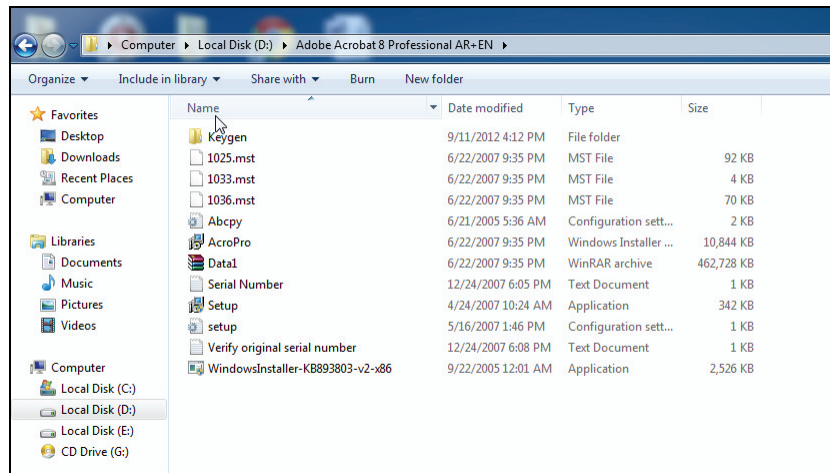 Computer Local Disk (D:) Adobe Acrobat 8 Professional AR+EN
Organize Include in library Share with Burn New folder
Favorites
Desktop
Downloads
Recent Places
Computer
Libraries
Documents
Music
Pictures
Videos
Computer
Local Disk (C:)
Local Disk (D:)
Local Disk (E:)
CD Drive (G:)
Name Date modified Type Size
Keygen 9/11/2012 4:12 PM File folder
1025.mst 6/22/2007 9:35 PM MST File 92 KB
1033.mst 6/22/2007 9:35 PM MST File 4 KB
1036.mst 6/22/2007 9:35 PM MST File 70 KB
Abcpy 6/21/2005 5:36 AM Configuration sett... 2 KB
AcroPro 6/22/2007 9:35 PM Windows Installer ... 10,844 KB
Data1 6/22/2007 9:35 PM WinRAR archive 462,728 KB
Serial Number 12/24/2007 6:05 PM Text Document 1 KB
Setup 4/24/2007 10:24 AM Application 342 KB
setup 5/16/2007 1:46 PM Configuration sett... 1 KB
Verify original serial number 12/24/2007 6:08 PM Text Document 1 KB
WindowsInstaller-KB893803-v2-x86 9/22/2005 12:01 AM Application 2,526 KB